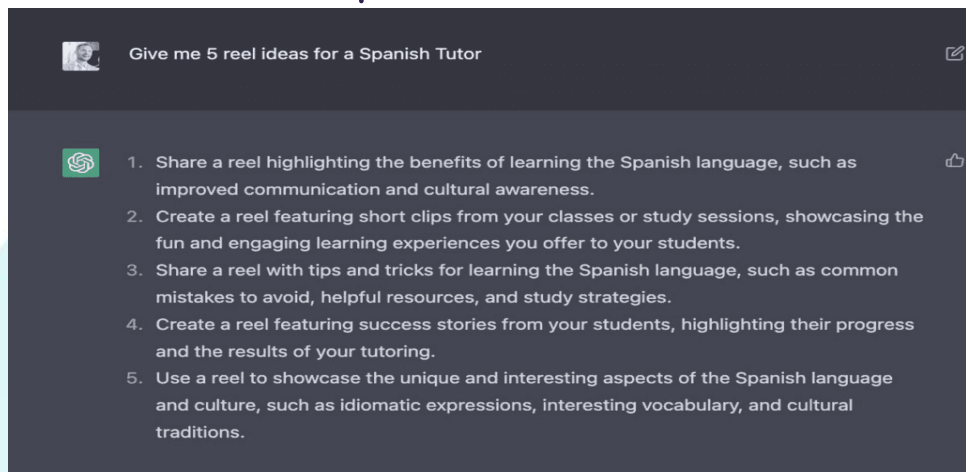 Give me 5 reel ideas for a Spanish Tutor
1. Share a reel highlighting the benefits of learning the Spanish language, such as
improved communication and cultural awareness.
2. Create a reel featuring short clips from your classes or study sessions, showcasing the
fun and engaging learning experiences you offer to your students.
3. Share a reel with tips and tricks for learning the Spanish language, such as common
mistakes to avoid, helpful resources, and study strategies.
4. Create a reel featuring success stories from your students, highlighting their progress
and the results of your tutoring.
5. Use a reel to showcase the unique and interesting aspects of the Spanish language
and culture, such as idiomatic expressions, interesting vocabulary, and cultural
traditions.